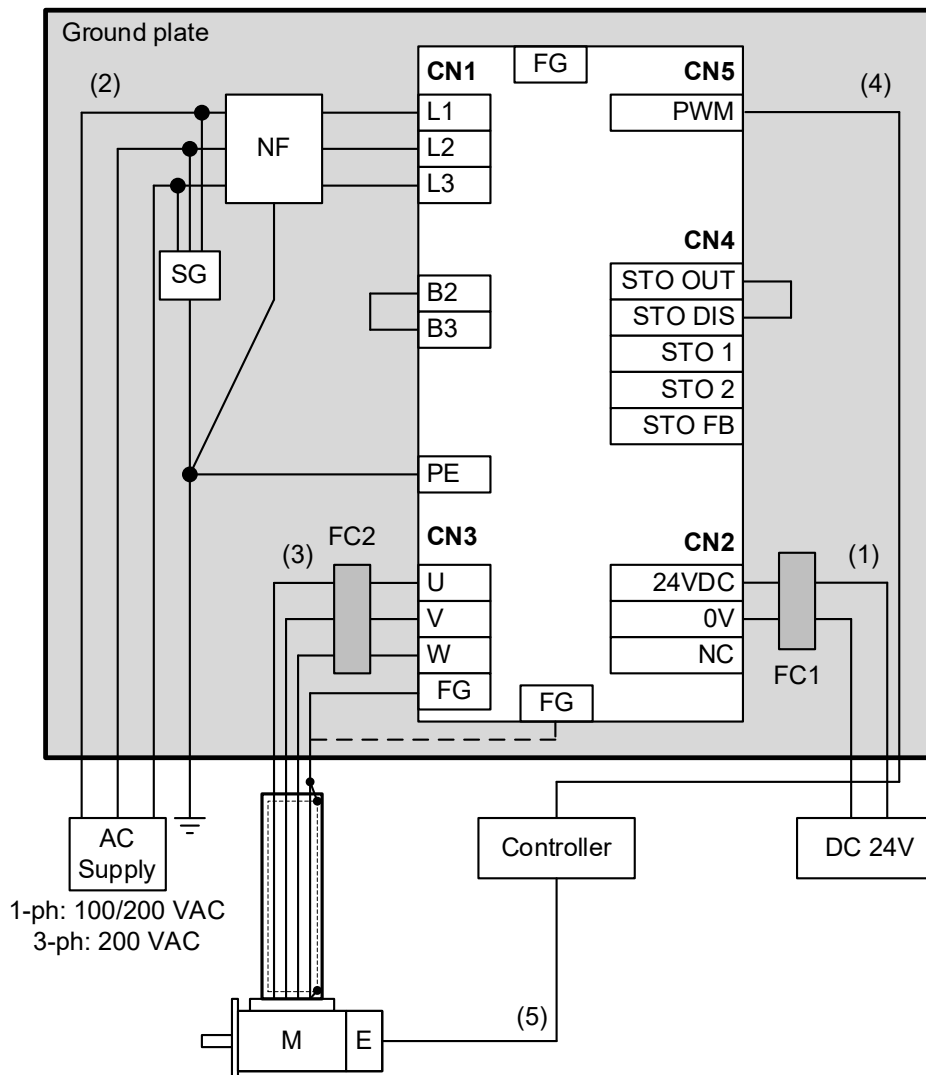 Ground plate
(2)
NF
SG
CN1
FG
CN5
(4)
L1
L2
L3
PWM
CN4
B2
B3
STO OUT
STO DIS
STO 1
STO 2
STO FB
PE
(3)
FC2
CN3
CN2
(1)
U
V
W
FG
24VDC
0V
NC
FC1
FG
AC
Supply
1-ph: 100/200 VAC
3-ph: 200 VAC
Controller
DC 24V
M
E
(5)